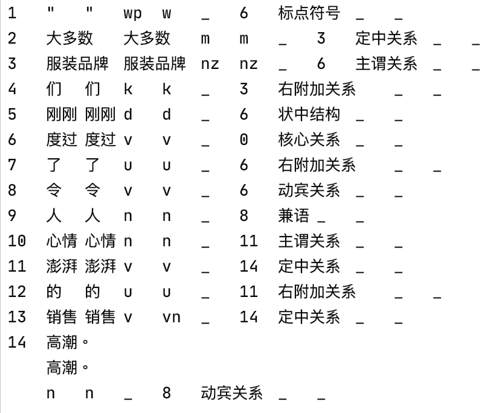 1 " " wp w _ 6 标点符号 _ _
2 大多数 大多数 m m _ 3 定中关系 _ _
3 服装品牌 服装品牌 nz nz _ 6 主谓关系 _ _
4 们 们 k k _ 3 右附加关系 _ _
5 刚刚 刚刚 d d _ 6 状中结构 _ _
6 度过 度过 v v _ 0 核心关系 _ _
7 了 了 u u _ 6 右附加关系 _ _
8 令 令 v v _ 6 动宾关系 _ _
9 人 人 n n _ 8 兼语 _ _
10 心情 心情 n n _ 11 主谓关系 _ _
11 澎湃 澎湃 v v _ 14 定中关系 _ _
12 的 的 u u _ 11 右附加关系 _ _
13 销售 销售 v vn _ 14 定中关系 _ _
14 高潮。
高潮。
n n _ 8 动宾关系 _ _